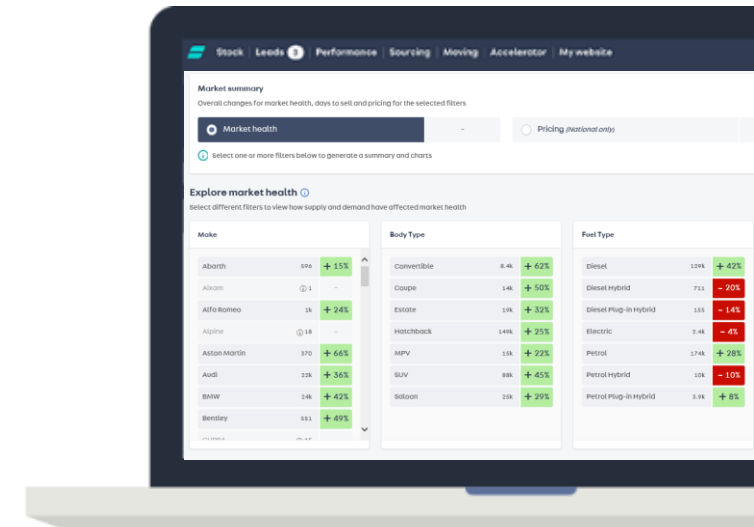 Stock Leads 3 Performance Sourcing Moving Accelerator My website
Market summary
Overall changes for market health, days to sell and pricing for the selected filters
Market health - Pricing (National only)
Select one or more filters below to generate a summary and charts
Explore market health
Select different filters to view how supply and demand have affected market health
Make Body Type Fuel Type
Abarth 596 + 15% Convertible 8.4k + 62% Diesel 129k + 42%
Aixam 1 - Coupe 14k + 50% Diesel Hybrid 711 - 20%
Alfa Romeo 1k + 24% Estate 19k + 32% Diesel Plug-in Hybrid 155 - 14%
Alpine 18 - Hatchback 149k + 25% Electric - 4%
Aston Martin 370 + 66% MPV 15k + 22% Petrol 174k + 28%
Audi 22k + 36% SUV 88k + 45% Petrol Hybrid 10k - 10%
BMW 24k + 42% Saloon 25k + 29% Petrol Plug-in Hybrid 3.9k + 8%
Bentley 551 + 49%